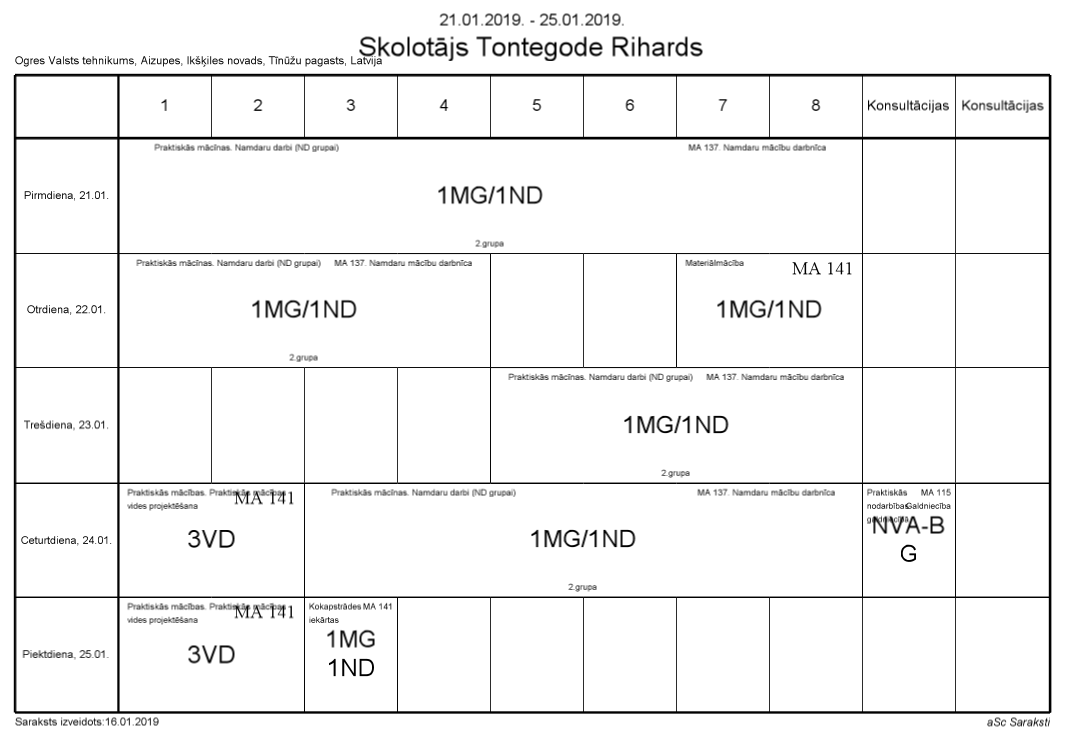 21.01.2019. - 25.01.2019.
Skolotājs Tontegode Rihards
Ogres Valsts tehnikums, Aizupes, Ikšķiles novads, Tīnūžu pagasts, Latvija
1 2 3 4 5 6 7 8 Konsultācijas Konsultācijas
Pirmdiena, 21.01.
Praktiskās mācīnas. Namdaru darbi (ND grupai) MA 137. Namdaru mācību darbnīca
1MG/1ND
2.grupa
Otrdiena, 22.01.
Praktiskās mācīnas. Namdaru darbi (ND grupai) MA 137. Namdaru mācību darbnīca
1MG/1ND
2.grupa
Materiālmācība MA 141
1MG/1ND
Trešdiena, 23.01.
Praktiskās mācīnas. Namdaru darbi (ND grupai) MA 137. Namdaru mācību darbnīca
1MG/1ND
2.grupa
Ceturtdiena, 24.01.
Praktiskās mācības. Praktiskās mācības MA 141
vides projektēšana
3VD
Praktiskās mācīnas. Namdaru darbi (ND grupai) MA 137. Namdaru mācību darbnīca
1MG/1ND
2.grupa
Praktiskās MA 115
nodarbības Galdniecība
galdniecībā
NVA-B
G
Piektdiena, 25.01.
Praktiskās mācības. Praktiskās mācības MA 141
vides projektēšana
3VD
Kokapstrādes MA 141
iekārtas
1MG
1ND
Saraksts izveidots:16.01.2019
aSc Saraksti